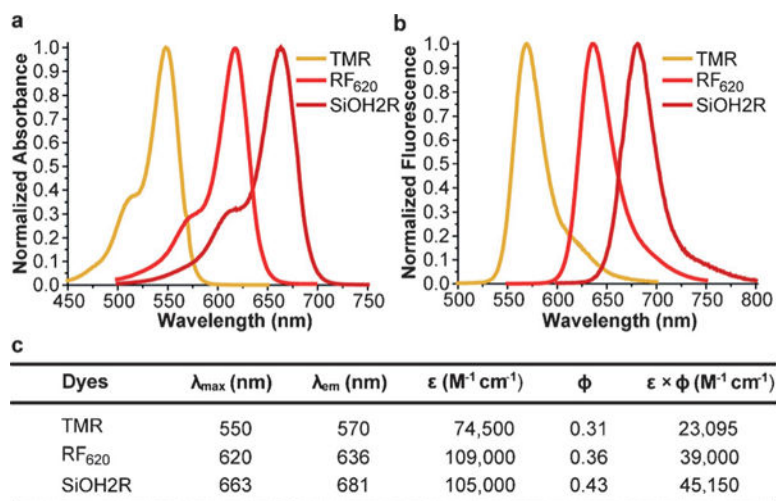 a
b
Normalized Absorbance
1.0
0.9
0.8
0.7
0.6
0.5
0.4
0.3
0.2
0.1
0.0
TMR
RF₆₂₀
SiOH2R
450 500 550 600 650 700 750
Wavelength (nm)
Normalized Fluorescence
1.0
0.9
0.8
0.7
0.6
0.5
0.4
0.3
0.2
0.1
0.0
TMR
RF₆₂₀
SiOH2R
500 550 600 650 700 750 800
Wavelength (nm)
c
Dyes λmax (nm) λem (nm) ε (M⁻¹ cm⁻¹) ϕ ε × ϕ (M⁻¹ cm⁻¹)
TMR 550 570 74,500 0.31 23,095
RF₆₂₀ 620 636 109,000 0.36 39,000
SiOH2R 663 681 105,000 0.43 45,150